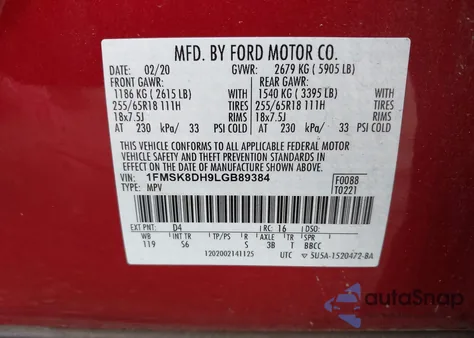 MFD. BY FORD MOTOR CO.
DATE: 02/20 GVWR: 2679 KG ( 5905 LB)
FRONT GAWR: REAR GAWR:
1186 KG ( 2615 LB) 1540 KG ( 3395 LB)
255/65R18 111H TIRES 255/65R18 111H TIRES
18x7.5J RIMS 18x7.5J RIMS
AT 230 kPa/ 33 PSI COLD AT 230 kPa/ 33 PSI COLD
THIS VEHICLE CONFORMS TO ALL APPLICABLE FEDERAL MOTOR
VEHICLE SAFETY AND BUMPER STANDARDS IN EFFECT ON THE DATE OF
MANUFACTURE SHOWN ABOVE.
VIN: 1FMSK8DH9LGB89384 F0088
TYPE: MPV T0221
EXT PNT: D4 RC: 16 DSO:
WB INT TR TP/PS R AXLE TR SPR
119 S6 S 3B T BBCC
1202002141125 UTC 5U5A-1520472-BA
autoSnap